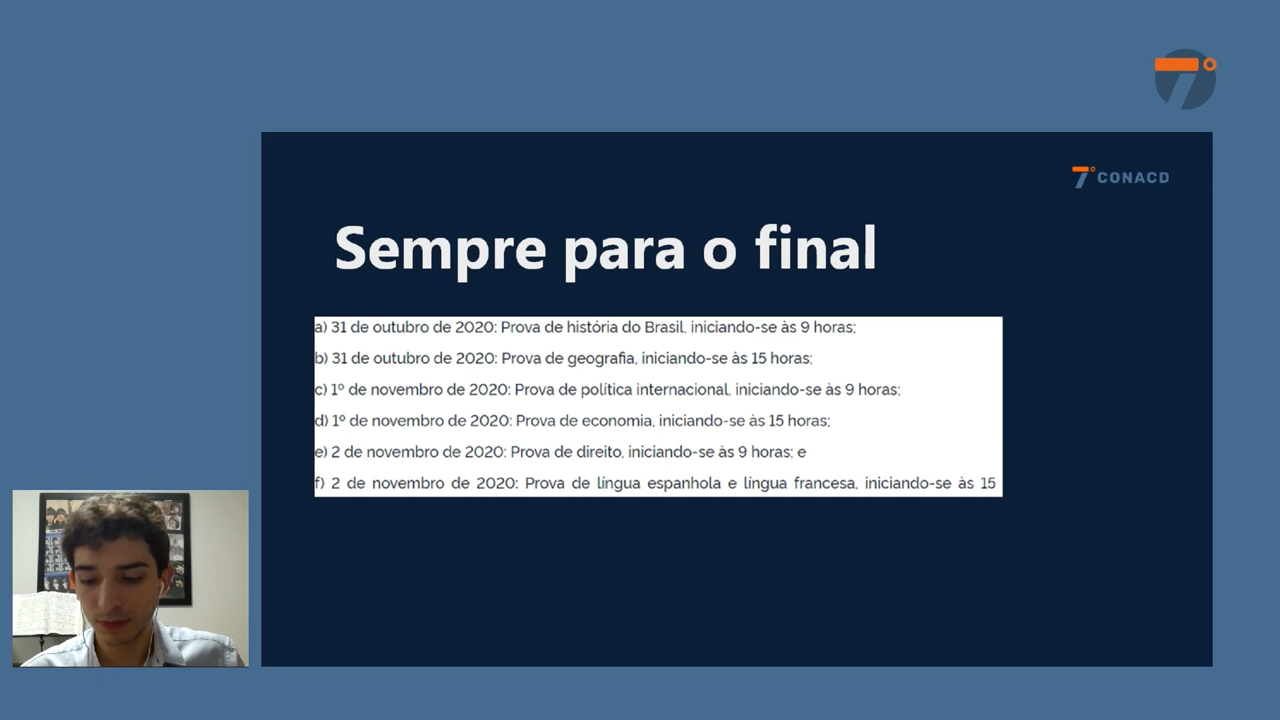 7°
7° CONACD
Sempre para o final
a) 31 de outubro de 2020: Prova de história do Brasil, iniciando-se às 9 horas;
b) 31 de outubro de 2020: Prova de geografia, iniciando-se às 15 horas;
c) 1º de novembro de 2020: Prova de política internacional, iniciando-se às 9 horas;
d) 1º de novembro de 2020: Prova de economia, iniciando-se às 15 horas;
e) 2 de novembro de 2020: Prova de direito, iniciando-se às 9 horas; e
f) 2 de novembro de 2020: Prova de língua espanhola e língua francesa, iniciando-se às 15